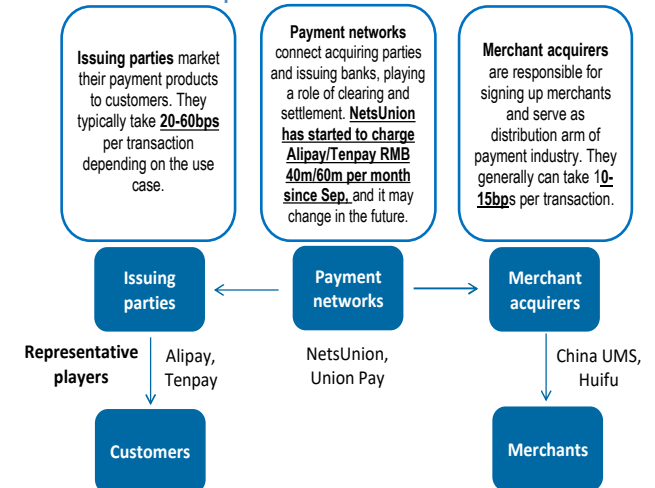 Issuing parties market
their payment products
to customers. They
typically take 20-60bps
per transaction
depending on the use
case.
Payment networks
connect acquiring parties
and issuing banks, playing
a role of clearing and
settlement. NetsUnion
has started to charge
Alipay/Tenpay RMB
40m/60m per month
since Sep, and it may
change in the future.
Merchant acquirers
are responsible for
signing up merchants
and serve as
distribution arm of
payment industry. They
generally can take 10-
15bps per transaction.
Issuing
parties
Payment
networks
Merchant
acquirers
Representative
players
Alipay,
Tenpay
NetsUnion,
Union Pay
China UMS,
Huifu
Customers
Merchants